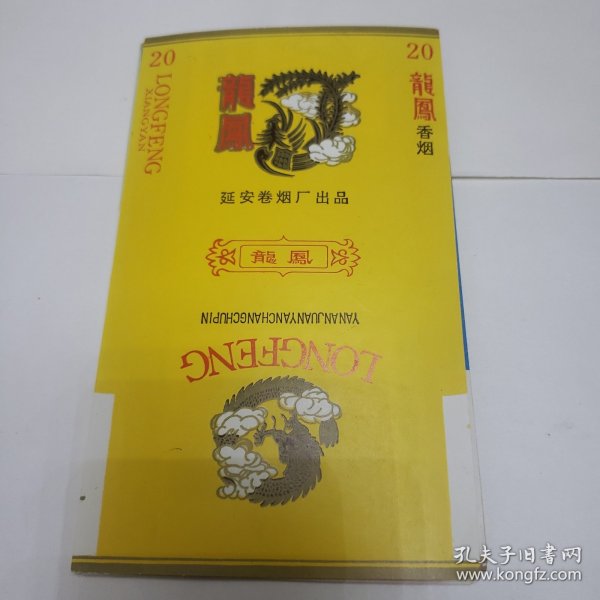 20
LONGFENG
XIANGYAN
20
龍鳳
香烟
龍鳳
延安卷烟厂出品
龍鳳
YANANJUANYANCHANGCHUPIN
LONGFENG
孔夫子旧书网
www.kongfz.com